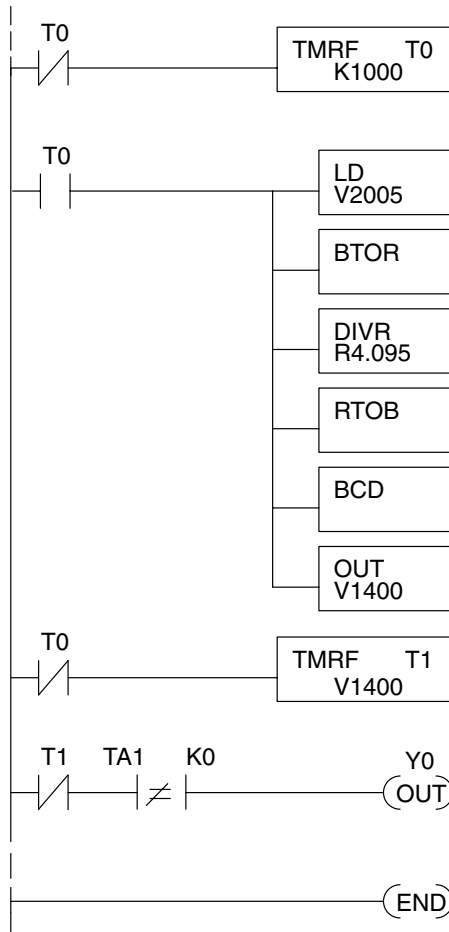 T0
TMRF T0
K1000
T0
LD
V2005
BTOR
DIVR
R4.095
RTOB
BCD
OUT
V1400
T0
TMRF T1
V1400
T1 TA1 ≠ K0 Y0
OUT
END